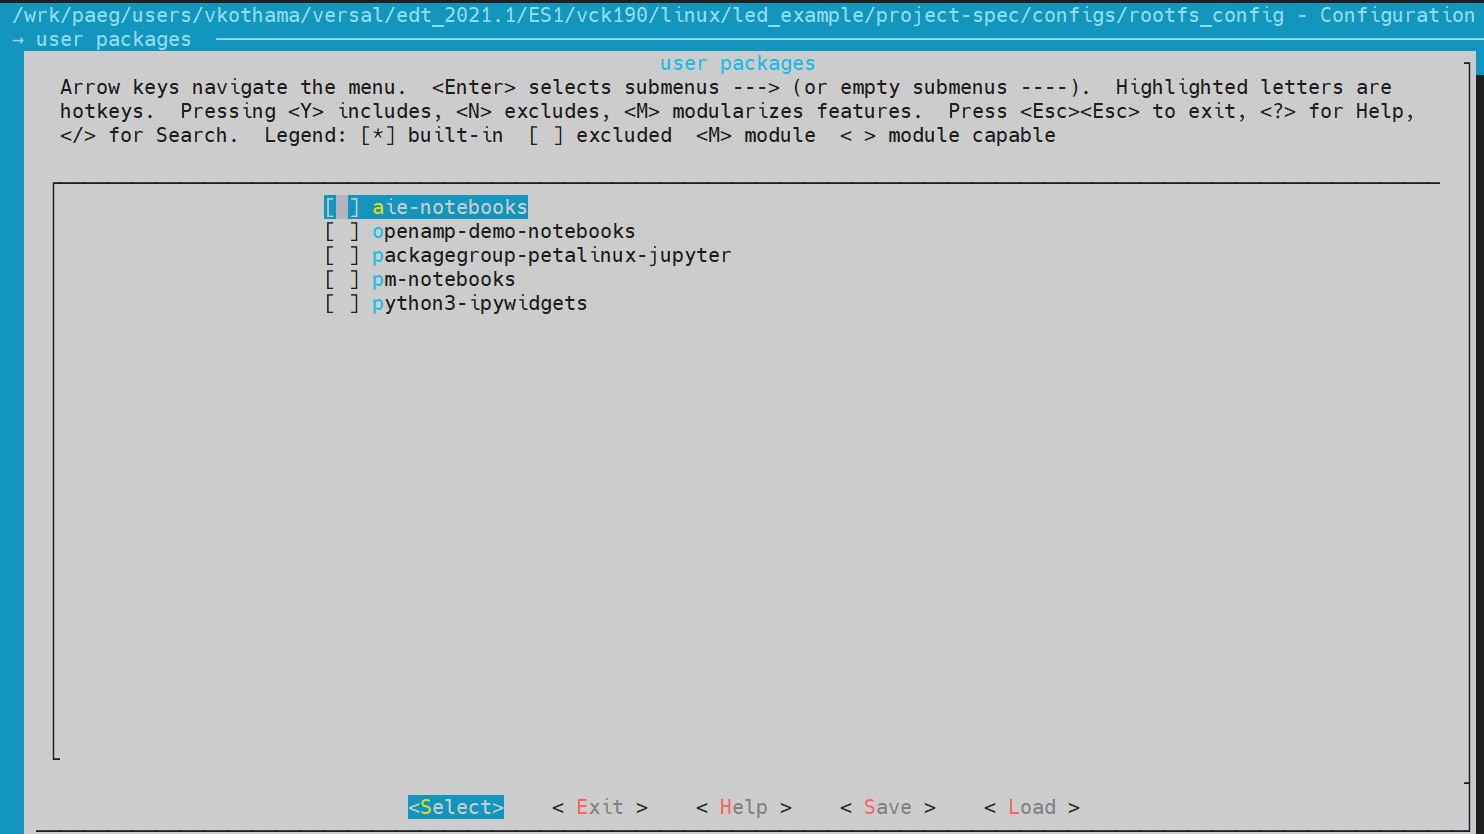 /wrk/paeg/users/vkothama/versal/edt_2021.1/ES1/vck190/linux/led_example/project-spec/configs/rootfs_config - Configuration
→ user packages
user packages
Arrow keys navigate the menu.  <Enter> selects submenus ---> (or empty submenus ----).  Highlighted letters are
hotkeys.  Pressing <Y> includes, <N> excludes, <M> modularizes features.  Press <Esc><Esc> to exit, <?> for Help,
</> for Search.  Legend: [*] built-in  [ ] excluded  <M> module  < > module capable
[ ] aie-notebooks
[ ] openamp-demo-notebooks
[ ] packagegroup-petalinux-jupyter
[ ] pm-notebooks
[ ] python3-ipywidgets
<Select>    < Exit >    < Help >    < Save >    < Load >